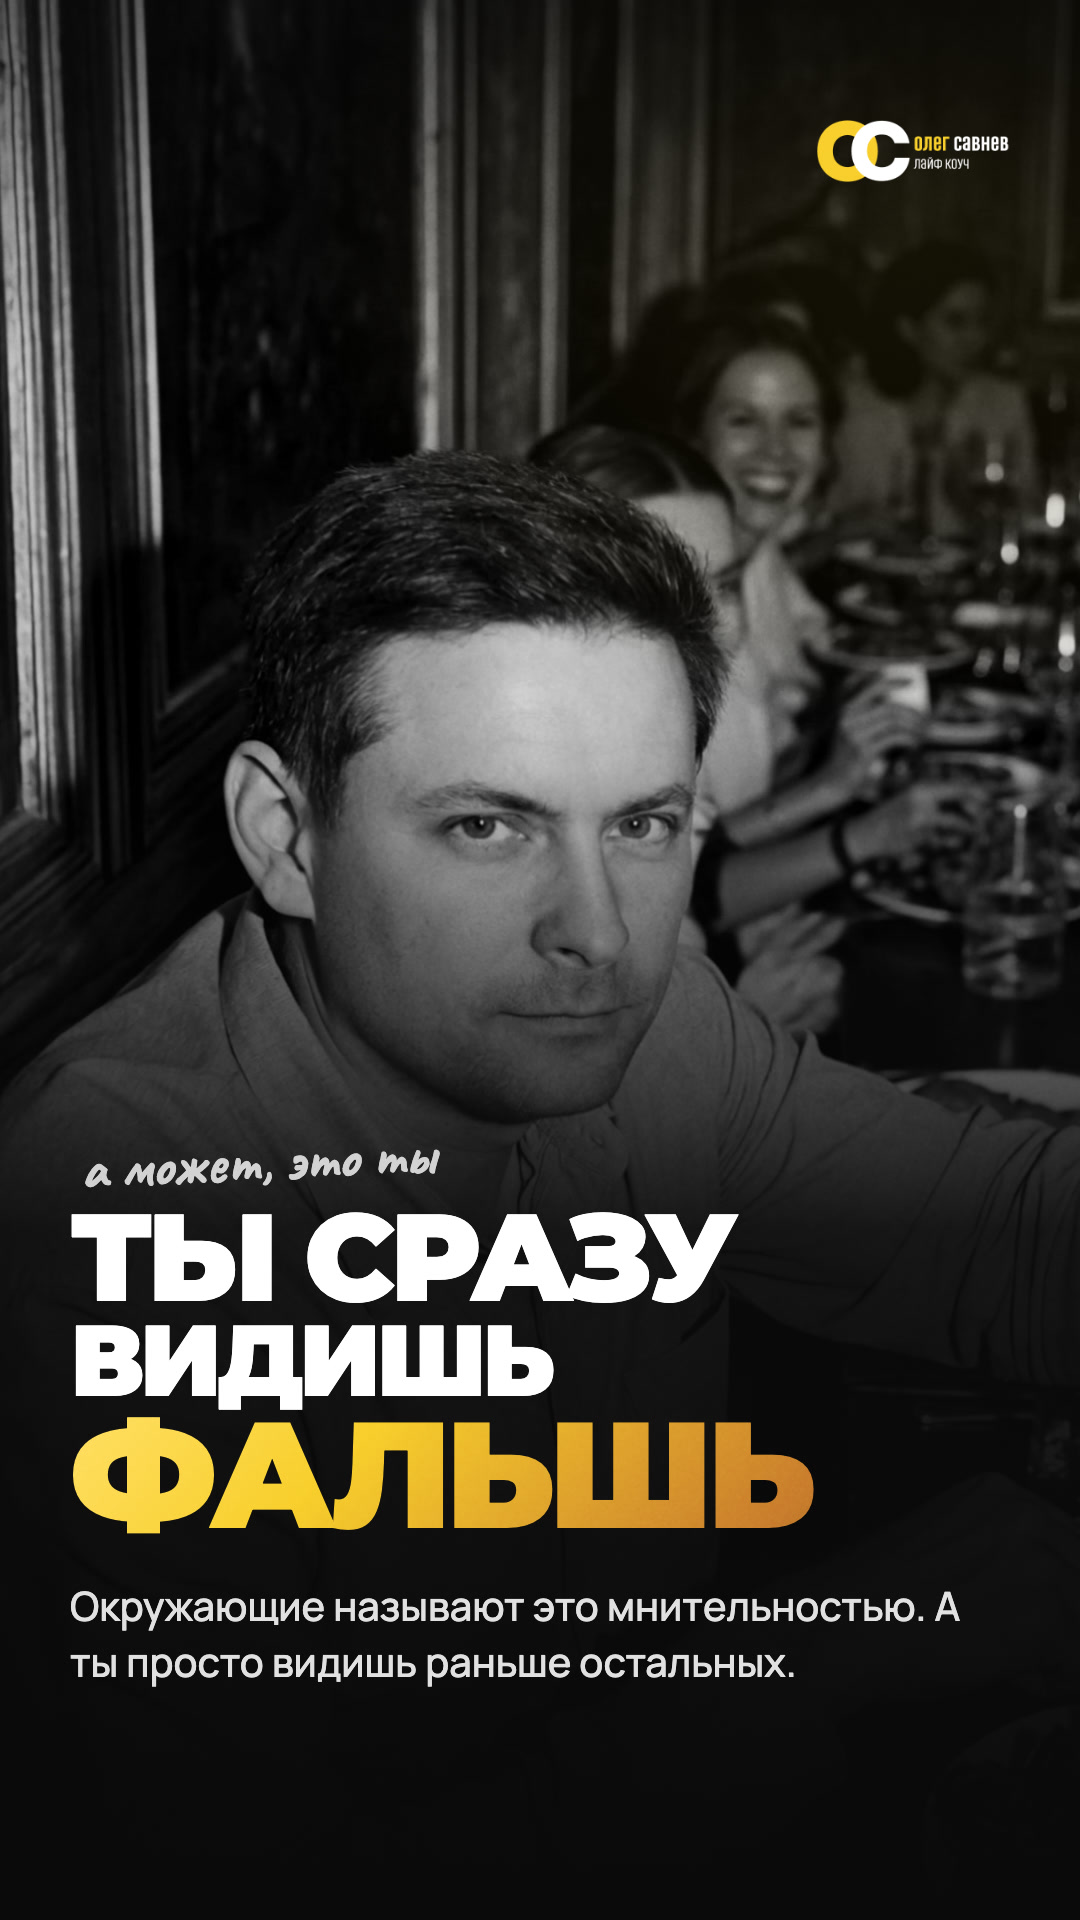 ОС олег савнев
лайф коуч
а может, это ты
ТЫ СРАЗУ
ВИДИШЬ
ФАЛЬШЬ
Окружающие называют это мнительностью. А
ты просто видишь раньше остальных.